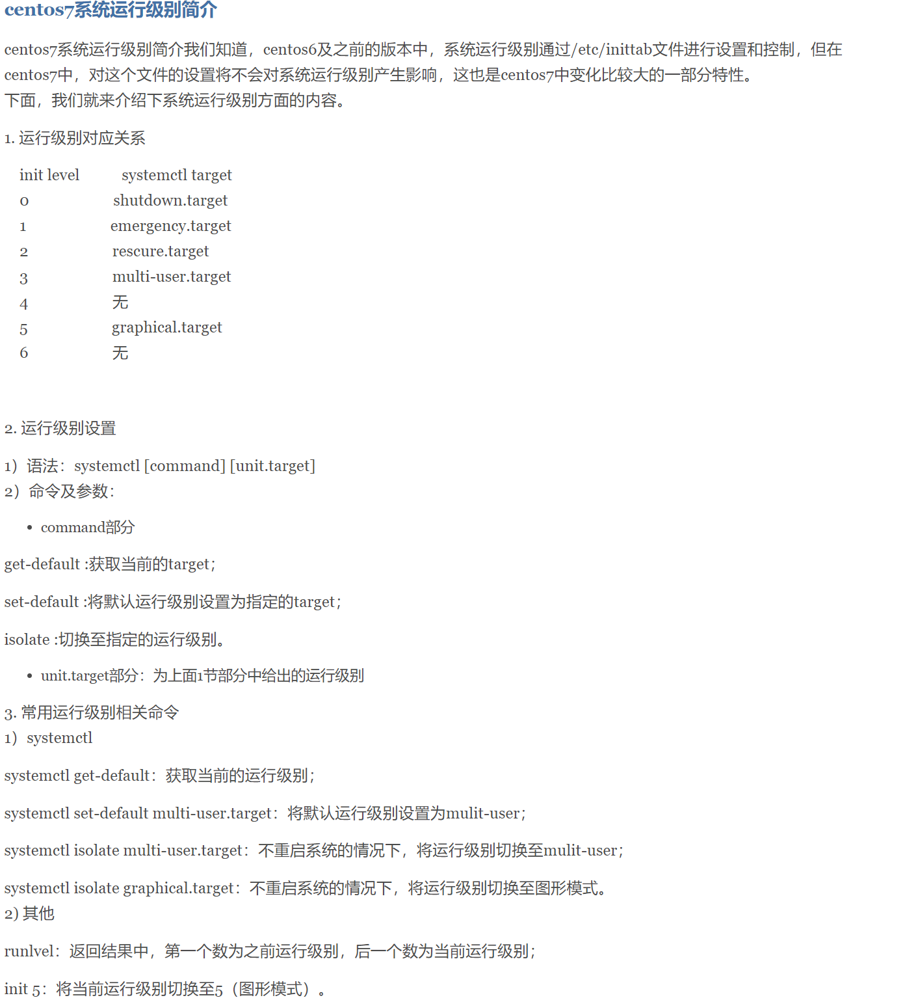 centos7系统运行级别简介
centos7系统运行级别简介我们知道，centos6及之前的版本中，系统运行级别通过/etc/inittab文件进行设置和控制，但在
centos7中，对这个文件的设置将不会对系统运行级别产生影响，这也是centos7中变化比较大的一部分特性。
下面，我们就来介绍下系统运行级别方面的内容。
1. 运行级别对应关系
init level systemctl target
0 shutdown.target
1 emergency.target
2 rescure.target
3 multi-user.target
4 无
5 graphical.target
6 无
2. 运行级别设置
1）语法：systemctl [command] [unit.target]
2）命令及参数：
• command部分
get-default :获取当前的target；
set-default :将默认运行级别设置为指定的target；
isolate :切换至指定的运行级别。
• unit.target部分：为上面1节部分中给出的运行级别
3. 常用运行级别相关命令
1）systemctl
systemctl get-default：获取当前的运行级别；
systemctl set-default multi-user.target：将默认运行级别设置为mulit-user；
systemctl isolate multi-user.target：不重启系统的情况下，将运行级别切换至mulit-user；
systemctl isolate graphical.target：不重启系统的情况下，将运行级别切换至图形模式。
2) 其他
runlvel：返回结果中，第一个数为之前运行级别，后一个数为当前运行级别；
init 5：将当前运行级别切换至5（图形模式）。